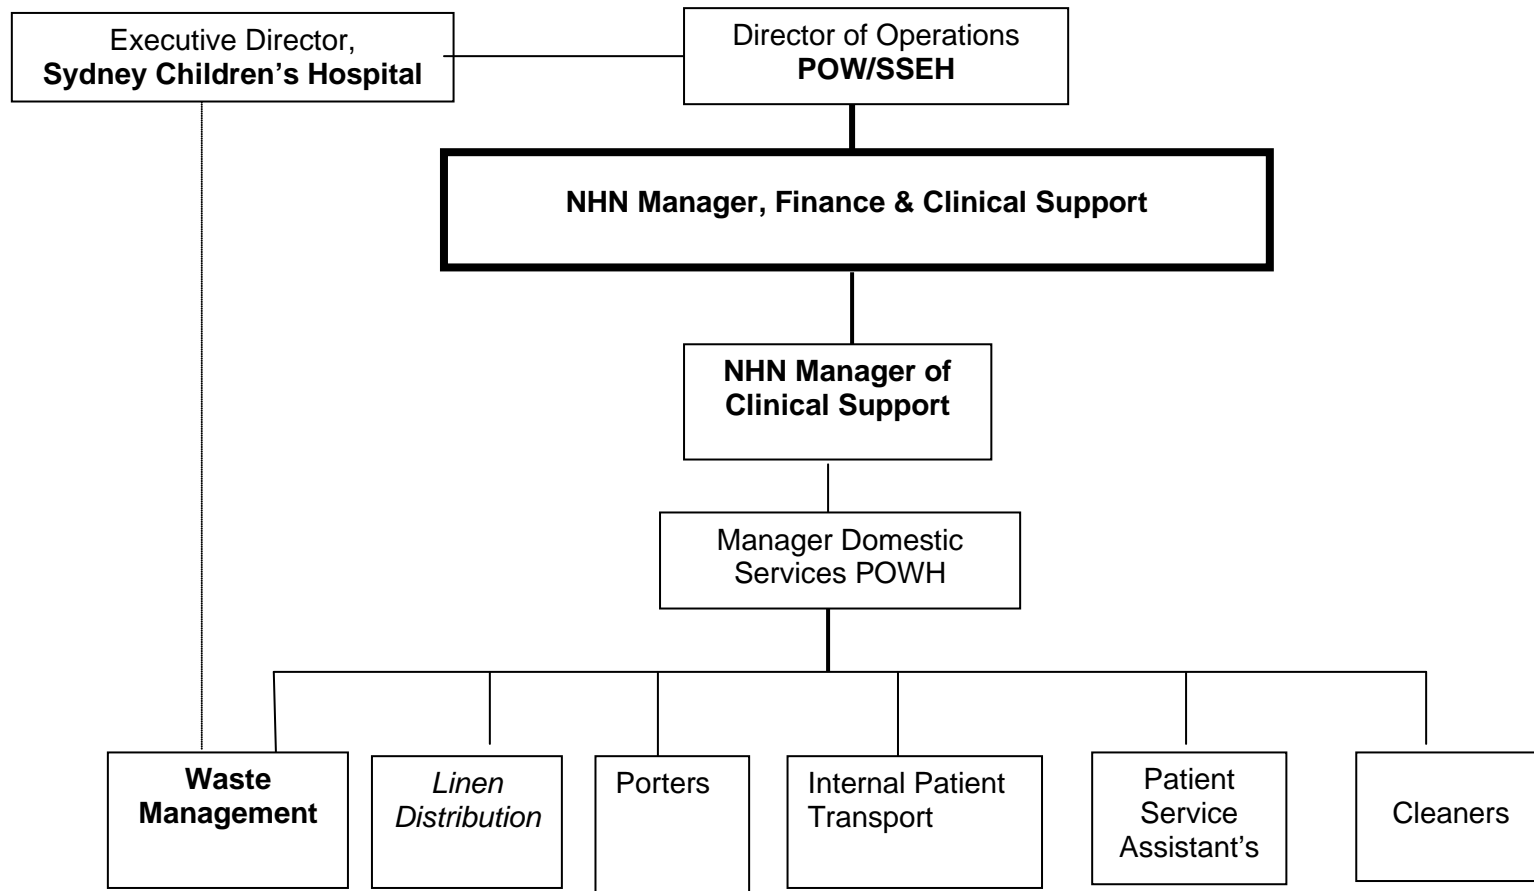 Executive Director,
Sydney Children's Hospital
Director of Operations
POW/SSEH
NHN Manager, Finance & Clinical Support
NHN Manager of
Clinical Support
Manager Domestic
Services POWH
Waste
Management
Linen
Distribution
Porters
Internal Patient
Transport
Patient
Service
Assistant's
Cleaners